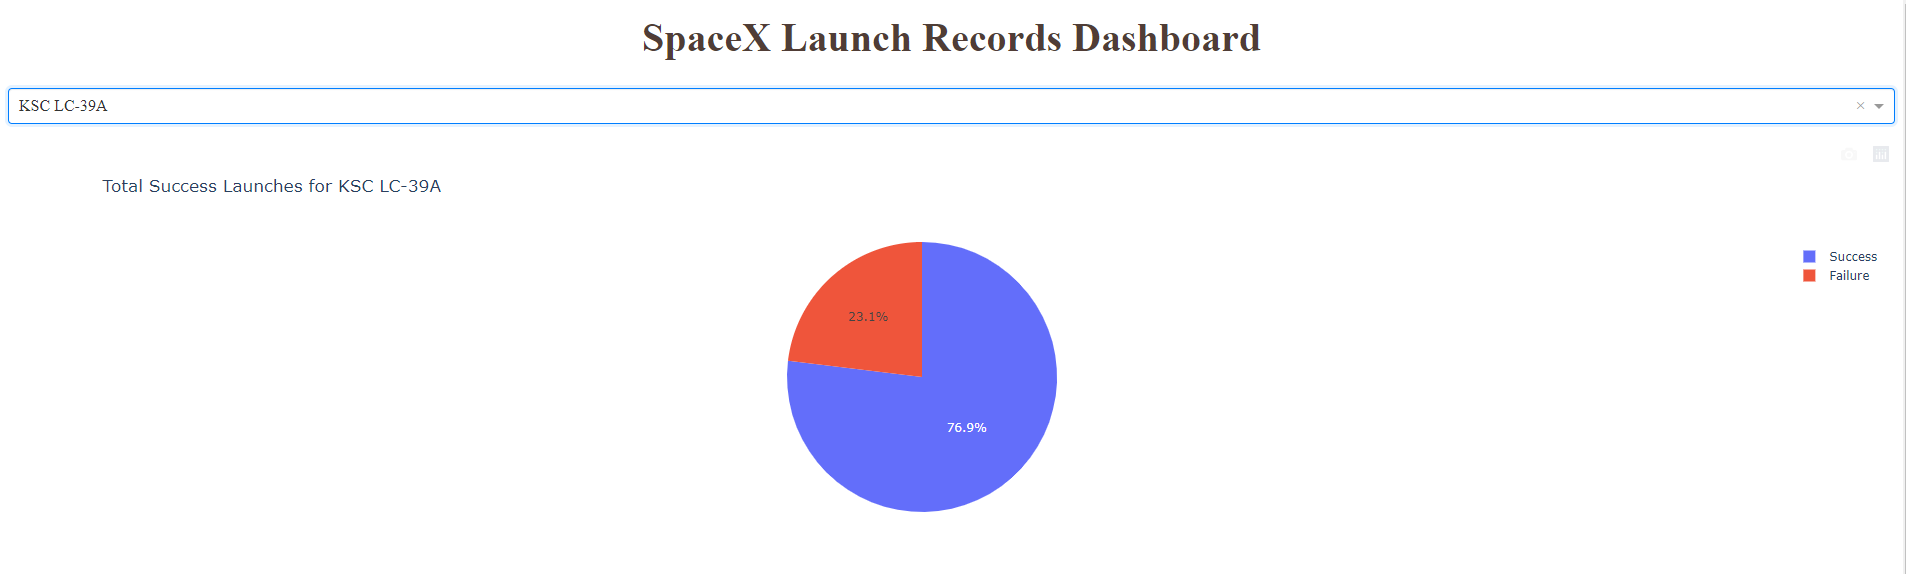 SpaceX Launch Records Dashboard
KSC LC-39A
Total Success Launches for KSC LC-39A
Success
Failure
23.1%
76.9%